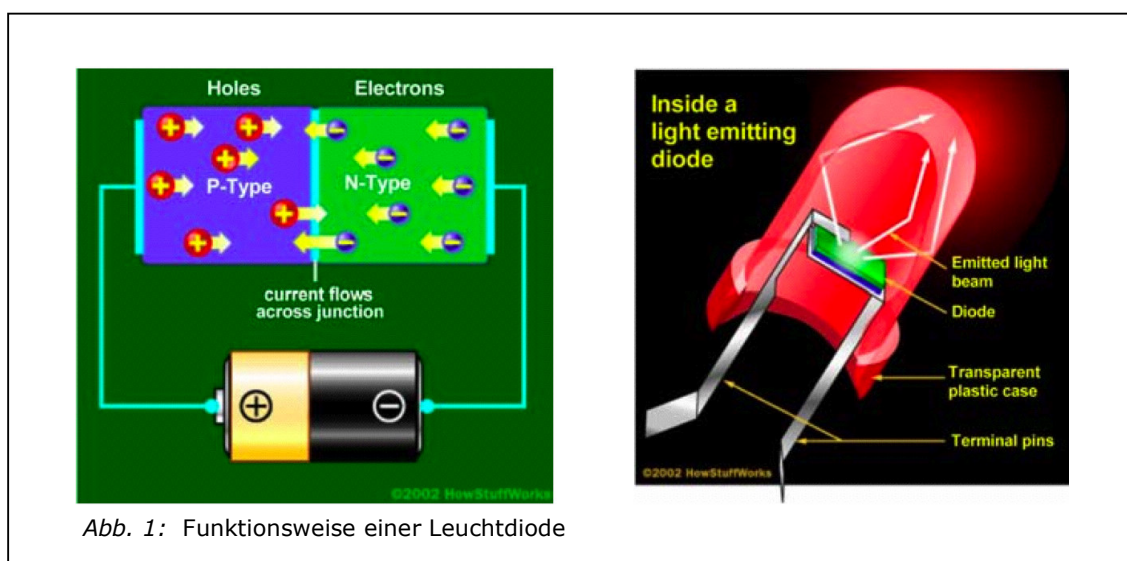 Holes
Electrons
P-Type
N-Type
current flows
across junction
©2002 HowStuffWorks
Inside a
light emitting
diode
Emitted light
beam
Diode
Transparent
plastic case
Terminal pins
©2002 HowStuffWorks
Abb. 1: Funktionsweise einer Leuchtdiode